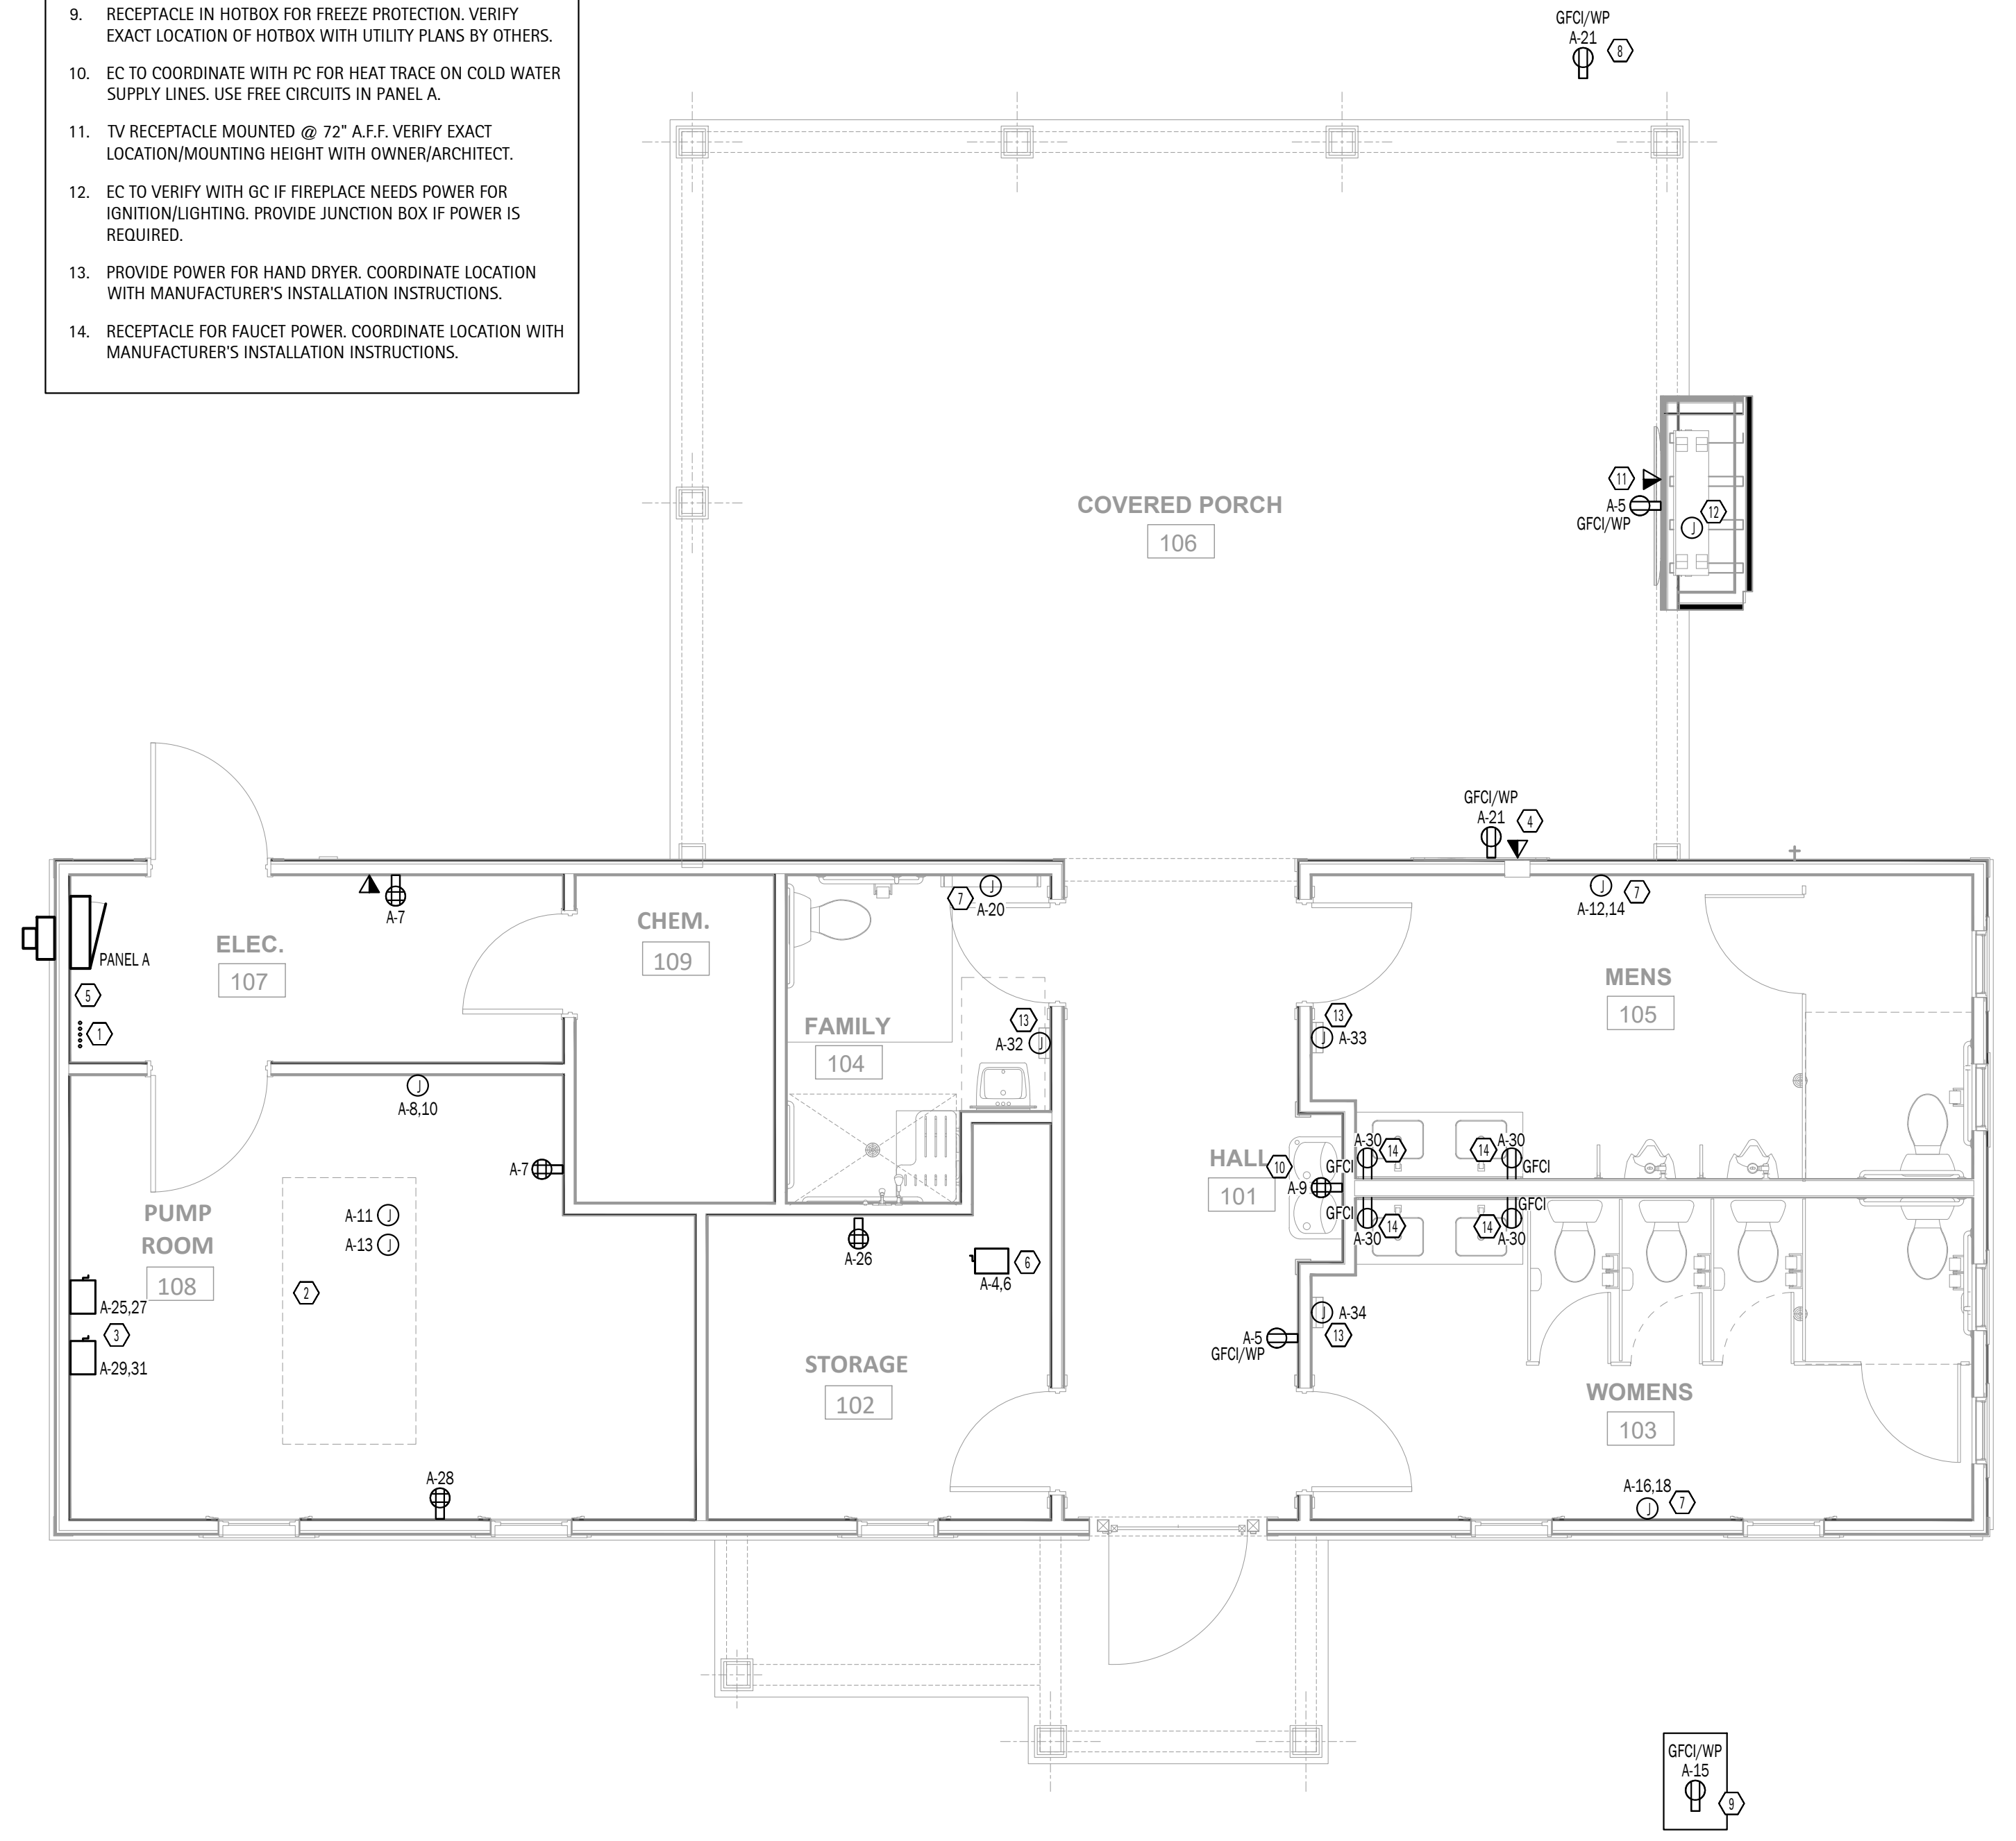 9. RECEPTACLE IN HOTBOX FOR FREEZE PROTECTION. VERIFY
EXACT LOCATION OF HOTBOX WITH UTILITY PLANS BY OTHERS.
10. EC TO COORDINATE WITH PC FOR HEAT TRACE ON COLD WATER
SUPPLY LINES. USE FREE CIRCUITS IN PANEL A.
11. TV RECEPTACLE MOUNTED @ 72" A.F.F. VERIFY EXACT
LOCATION/MOUNTING HEIGHT WITH OWNER/ARCHITECT.
12. EC TO VERIFY WITH GC IF FIREPLACE NEEDS POWER FOR
IGNITION/LIGHTING. PROVIDE JUNCTION BOX IF POWER IS
REQUIRED.
13. PROVIDE POWER FOR HAND DRYER. COORDINATE LOCATION
WITH MANUFACTURER'S INSTALLATION INSTRUCTIONS.
14. RECEPTACLE FOR FAUCET POWER. COORDINATE LOCATION WITH
MANUFACTURER'S INSTALLATION INSTRUCTIONS.
GFCI/WP
A-21
8
COVERED PORCH
106
11
A-5
GFCI/WP
12
J
GFCI/WP
A-21
4
A-7
PANEL A
ELEC.
107
5
1
CHEM.
109
7
J
A-20
FAMILY
104
13
A-32
J
J
7
A-12,14
MENS
105
13
J
A-33
J
A-8,10
A-7
PUMP
ROOM
108
A-11
J
A-13
J
2
A-25,27
3
A-29,31
A-28
A-26
6
A-4,6
STORAGE
102
HALL
101
10
A-9
A-30
14
GFCI
14
A-30
GFCI
GFCI
14
A-30
GFCI
14
A-30
J
A-34
13
A-5
GFCI/WP
WOMENS
103
A-16,18
7
J
GFCI/WP
A-15
9